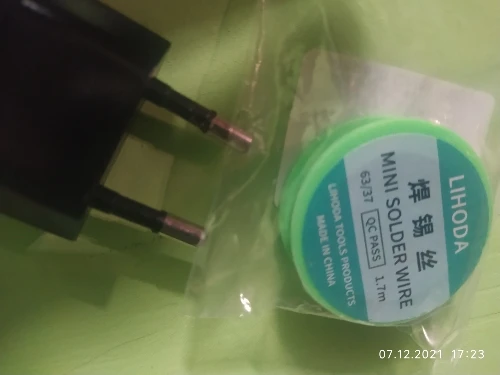 LIHODA
焊锡丝
MINI SOLDER WIRE
63/37 QC PASS 1.7m
LIHODA TOOLS PRODUCTS
MADE IN CHINA
07.12.2021 17:23